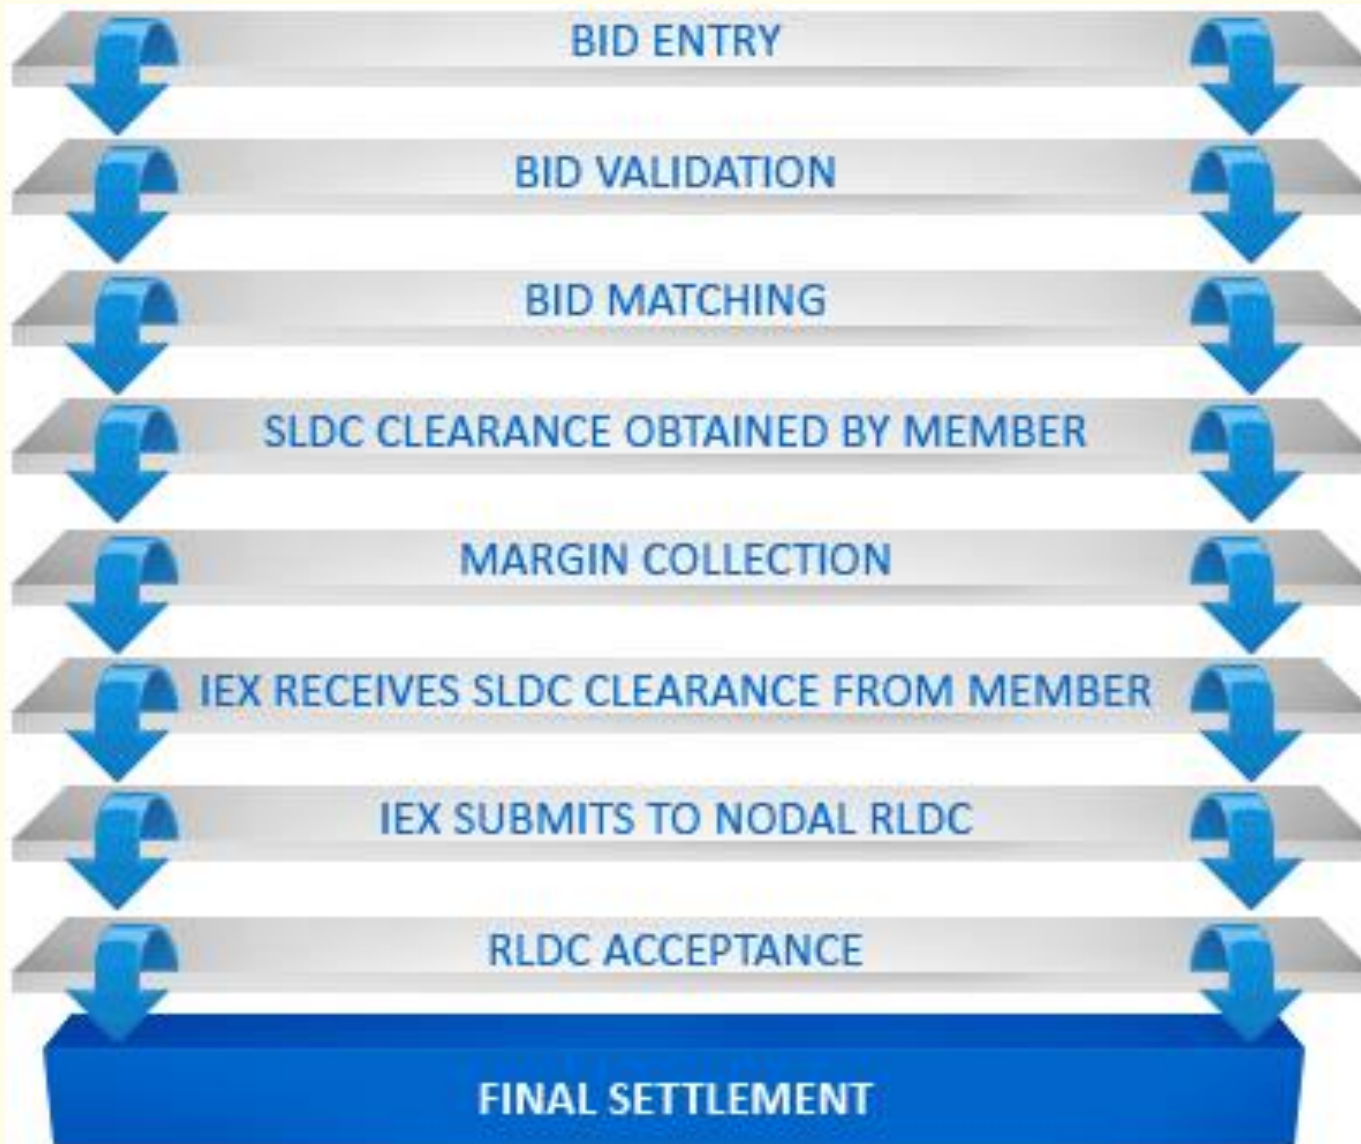 BID ENTRY
BID VALIDATION
BID MATCHING
SLDC CLEARANCE OBTAINED BY MEMBER
MARGIN COLLECTION
IEX RECEIVES SLDC CLEARANCE FROM MEMBER
IEX SUBMITS TO NODAL RLDC
RLDC ACCEPTANCE
FINAL SETTLEMENT